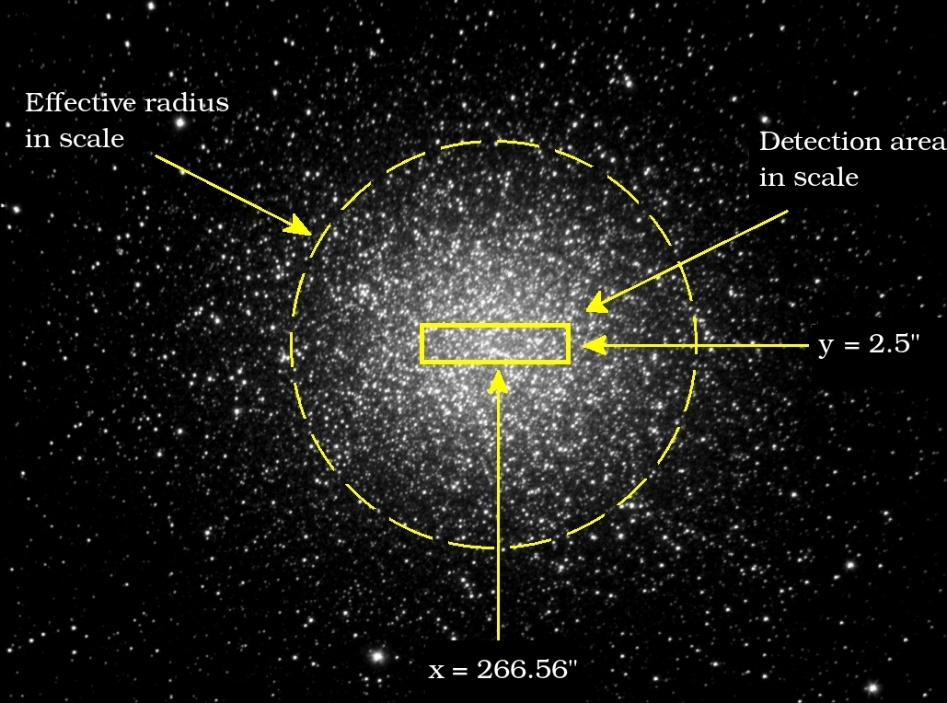 Effective radius
in scale
Detection area
in scale
y = 2.5"
x = 266.56"